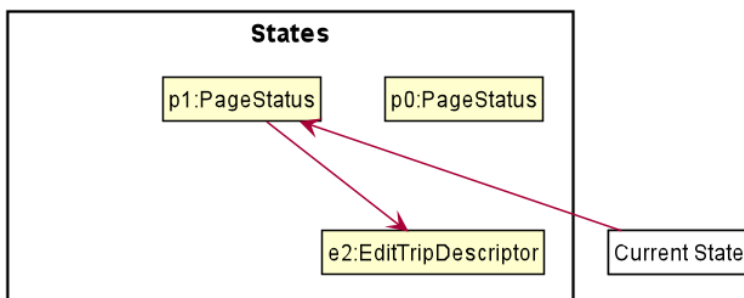 States
p1:PageStatus
p0:PageStatus
e2:EditTripDescriptor
Current State